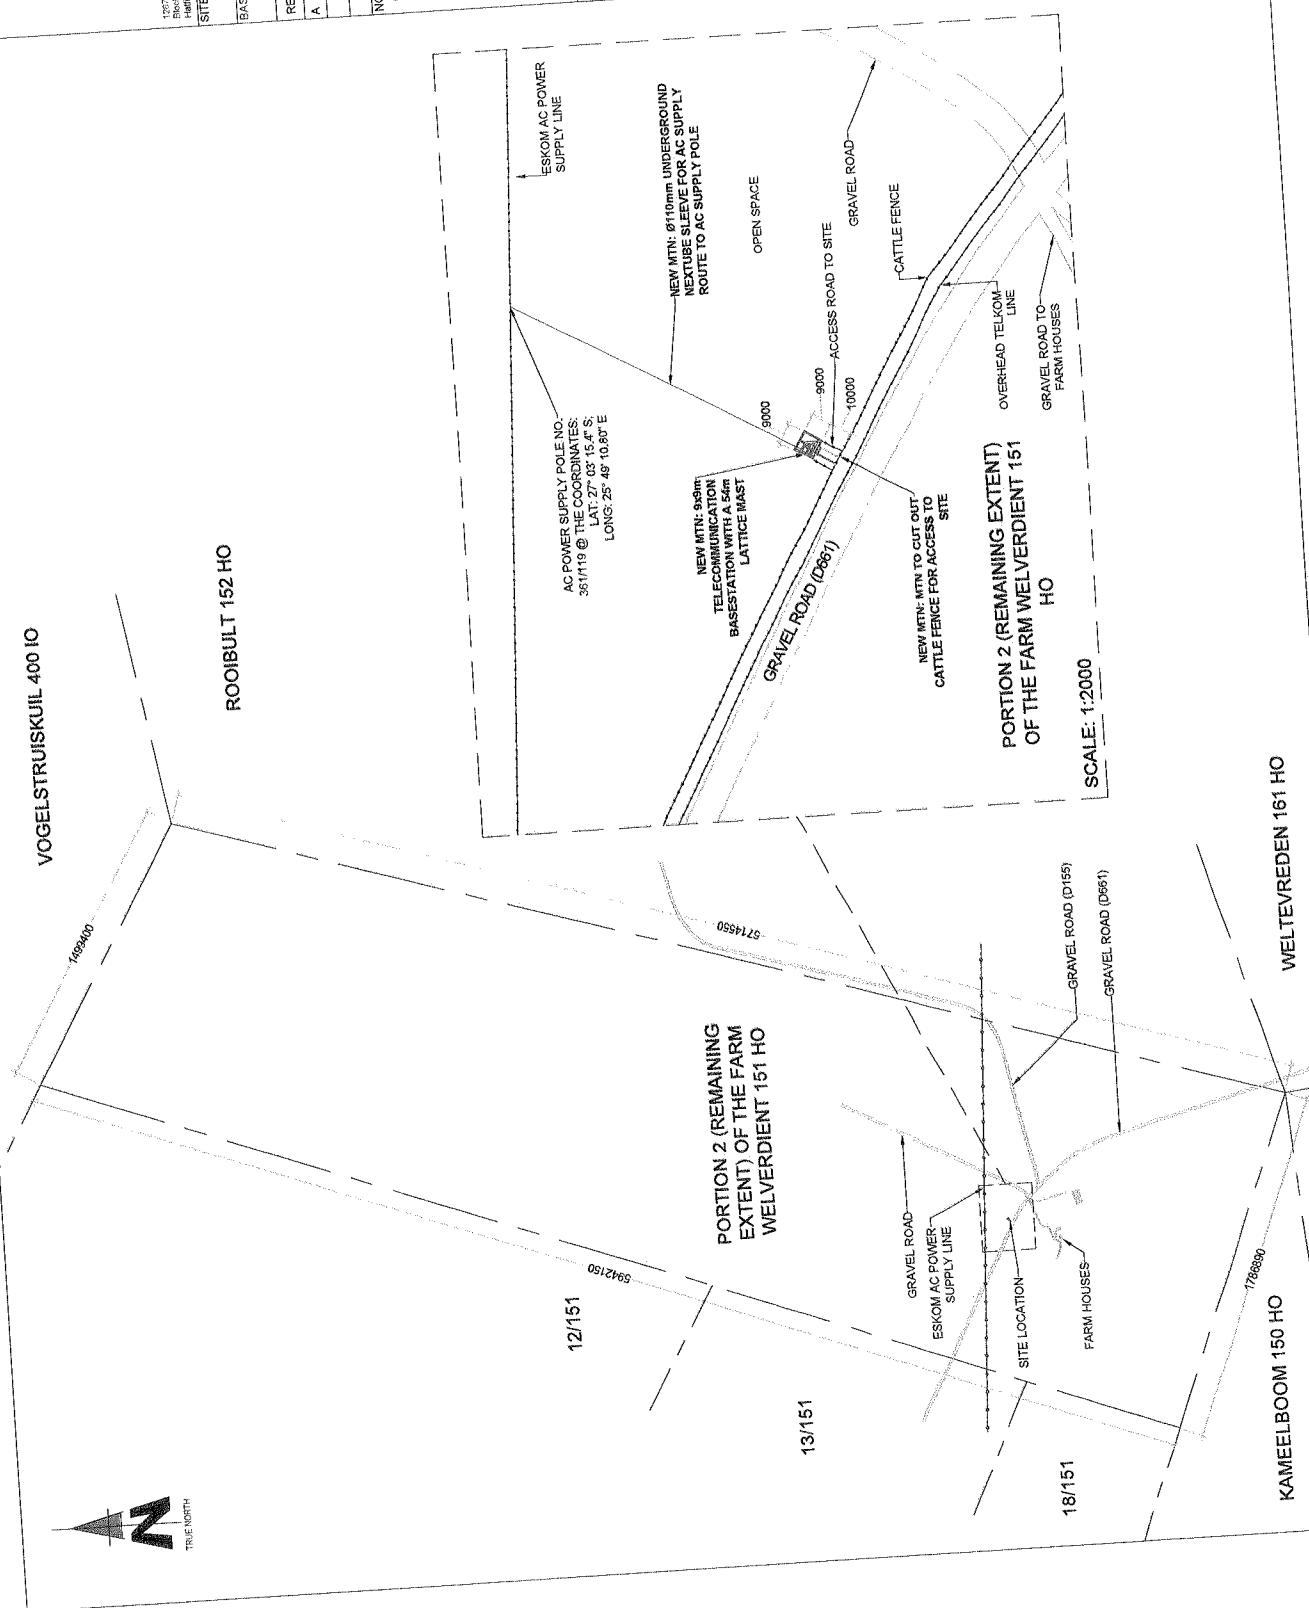 1267
Block
Hatfi
SITE
BAS
RE
A
NO
VOGELSTRUISKUIL 400 IO
ROOIBULT 152 HO
1499400
5714550
5942150
1786890
PORTION 2 (REMAINING
EXTENT) OF THE FARM
WELVERDIENT 151 HO
12/151
13/151
18/151
GRAVEL ROAD
ESKOM AC POWER
SUPPLY LINE
SITE LOCATION
FARM HOUSES
GRAVEL ROAD (D155)
GRAVEL ROAD (D661)
KAMEELBOOM 150 HO
WELTEVREDEN 161 HO
N
TRUE NORTH
ESKOM AC POWER
SUPPLY LINE
AC POWER SUPPLY POLE NO.:
361/119 @ THE COORDINATES:
LAT: 27° 03' 15.4" S;
LONG: 25° 49' 10.80" E
NEW MTN: Ø110mm UNDERGROUND
NEXTUBE SLEEVE FOR AC SUPPLY
ROUTE TO AC SUPPLY POLE
OPEN SPACE
NEW MTN: 9x9m
TELECOMMUNICATION
BASESTATION WITH A 54m
LATTICE MAST
9000
9000
10000
ACCESS ROAD TO SITE
GRAVEL ROAD
CATTLE FENCE
GRAVEL ROAD (D661)
NEW MTN: MTN TO CUT OUT
CATTLE FENCE FOR ACCESS TO
SITE
OVERHEAD TELKOM
LINE
GRAVEL ROAD TO
FARM HOUSES
PORTION 2 (REMAINING EXTENT)
OF THE FARM WELVERDIENT 151
HO
SCALE: 1:2000